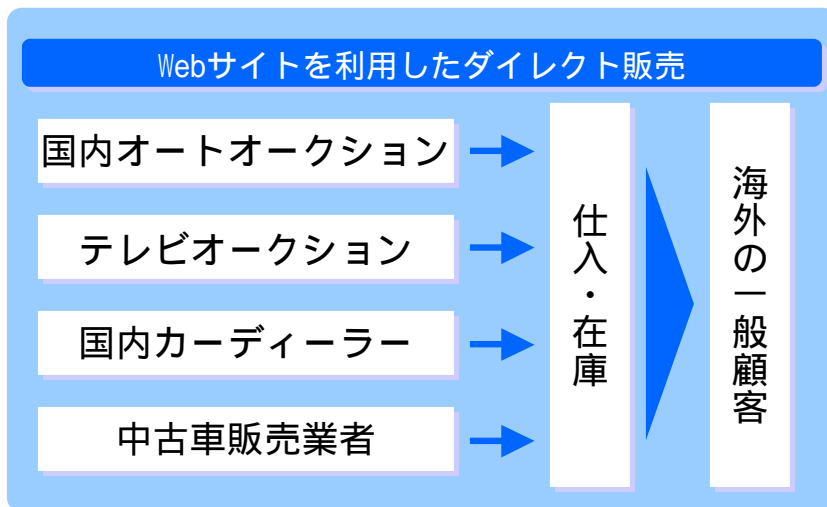 Webサイトを利用したダイレクト販売
国内オートオークション
テレビオークション
国内カーディーラー
中古車販売業者
仕入・在庫
海外の一般顧客